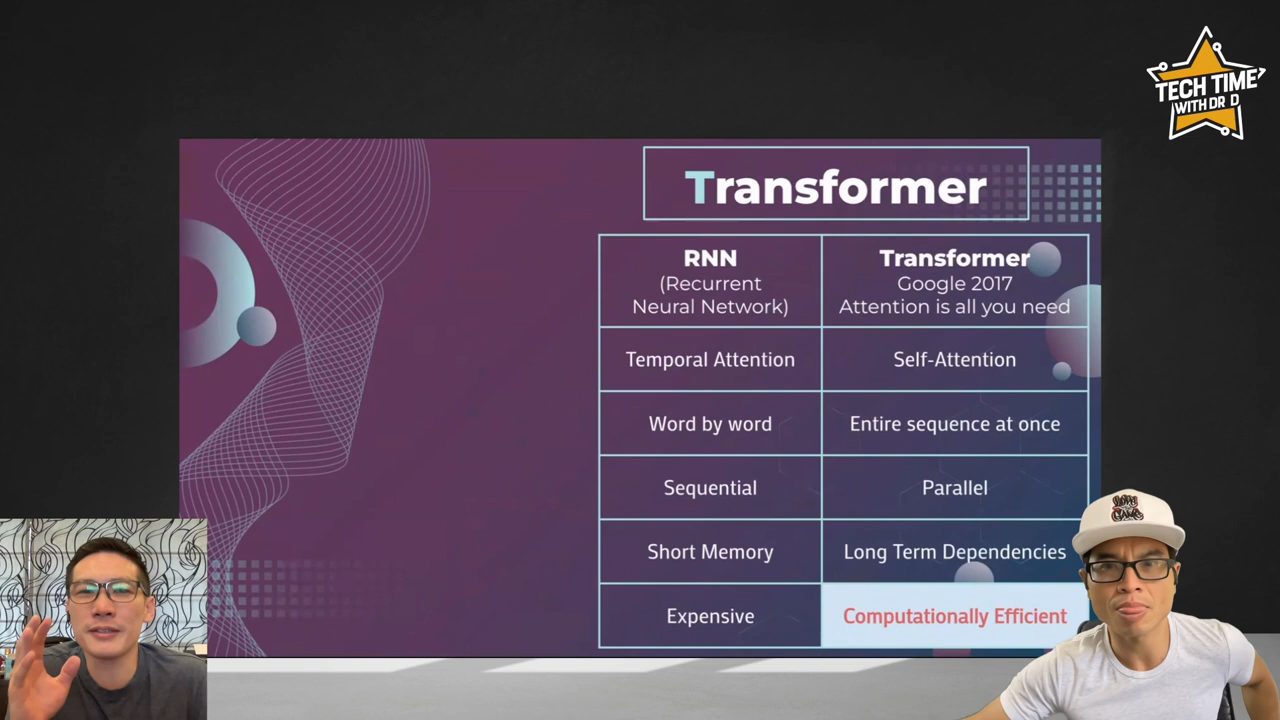 TECH TIME
WITH DR D
Transformer
RNN
(Recurrent
Neural Network)
Transformer
Google 2017
Attention is all you need
Temporal Attention
Self-Attention
Word by word
Entire sequence at once
Sequential
Parallel
Short Memory
Long Term Dependencies
Expensive
Computationally Efficient